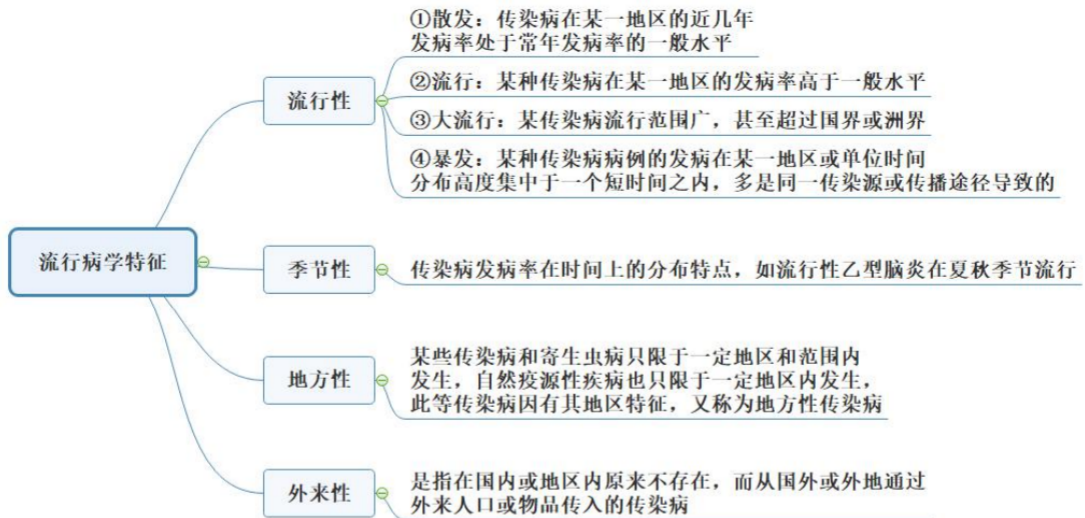 ①散发：传染病在某一地区的近几年
发病率处于常年发病率的一般水平
流行性
②流行：某种传染病在某一地区的发病率高于一般水平
③大流行：某传染病流行范围广，甚至超过国界或洲界
④暴发：某种传染病病例的发病在某一地区或单位时间
分布高度集中于一个短时间之内，多是同一传染源或传播途径导致的
流行病学特征
季节性
传染病发病率在时间上的分布特点，如流行性乙型脑炎在夏秋季节流行
地方性
某些传染病和寄生虫病只限于一定地区和范围内
发生，自然疫源性疾病也只限于一定地区内发生，
此等传染病因有其地区特征，又称为地方性传染病
外来性
是指在国内或地区内原来不存在，而从国外或外地通过
外来人口或物品传入的传染病